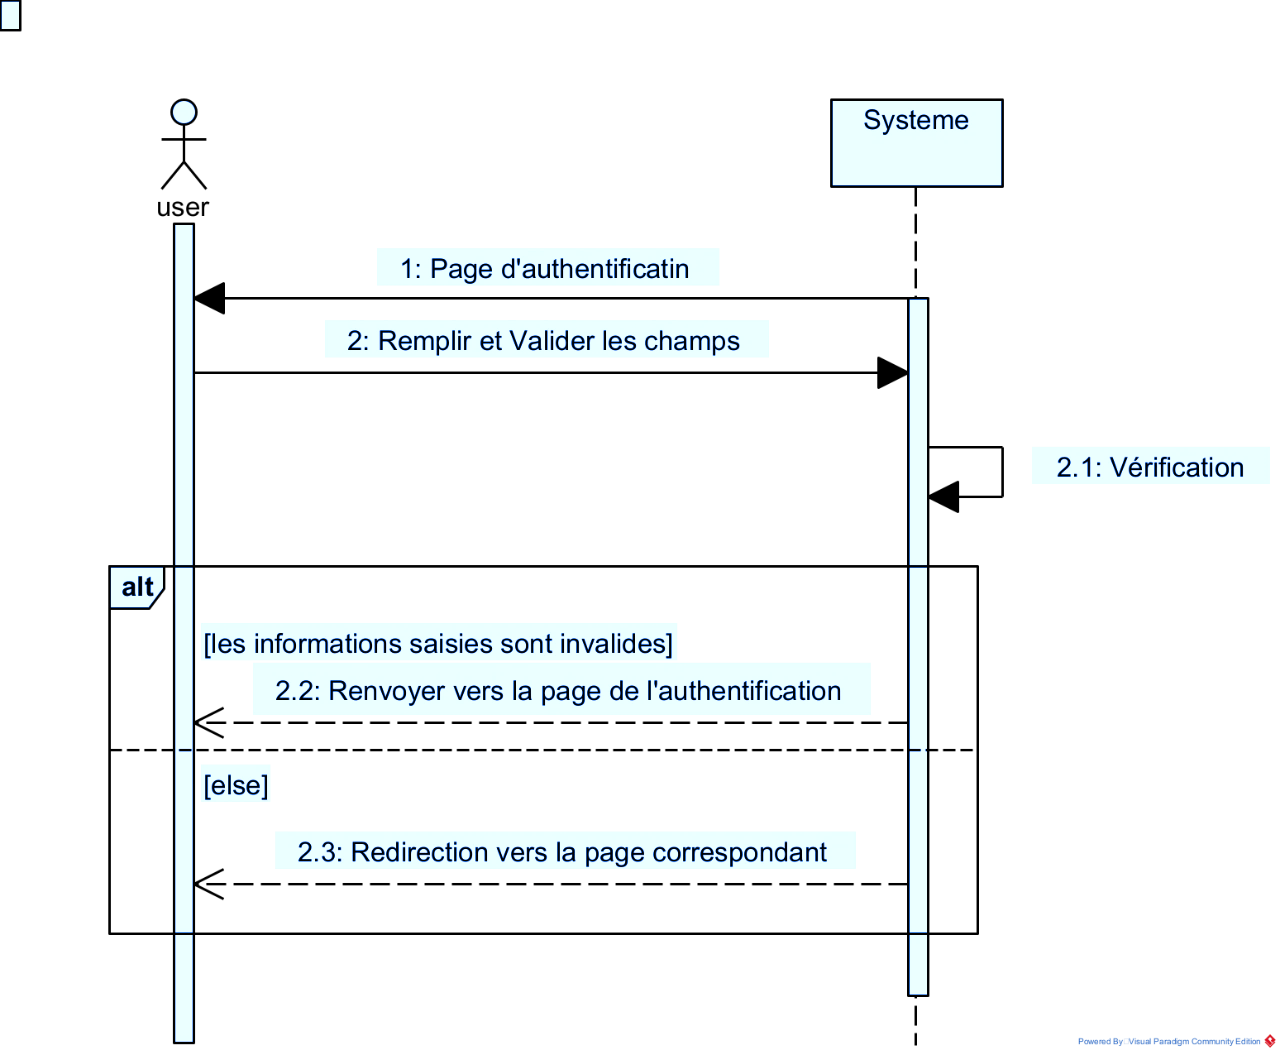 Systeme
user
1: Page d'authentificatin
2: Remplir et Valider les champs
2.1: Vérification
alt
[les informations saisies sont invalides]
2.2: Renvoyer vers la page de l'authentification
[else]
2.3: Redirection vers la page correspondant
Powered By Visual Paradigm Community Edition